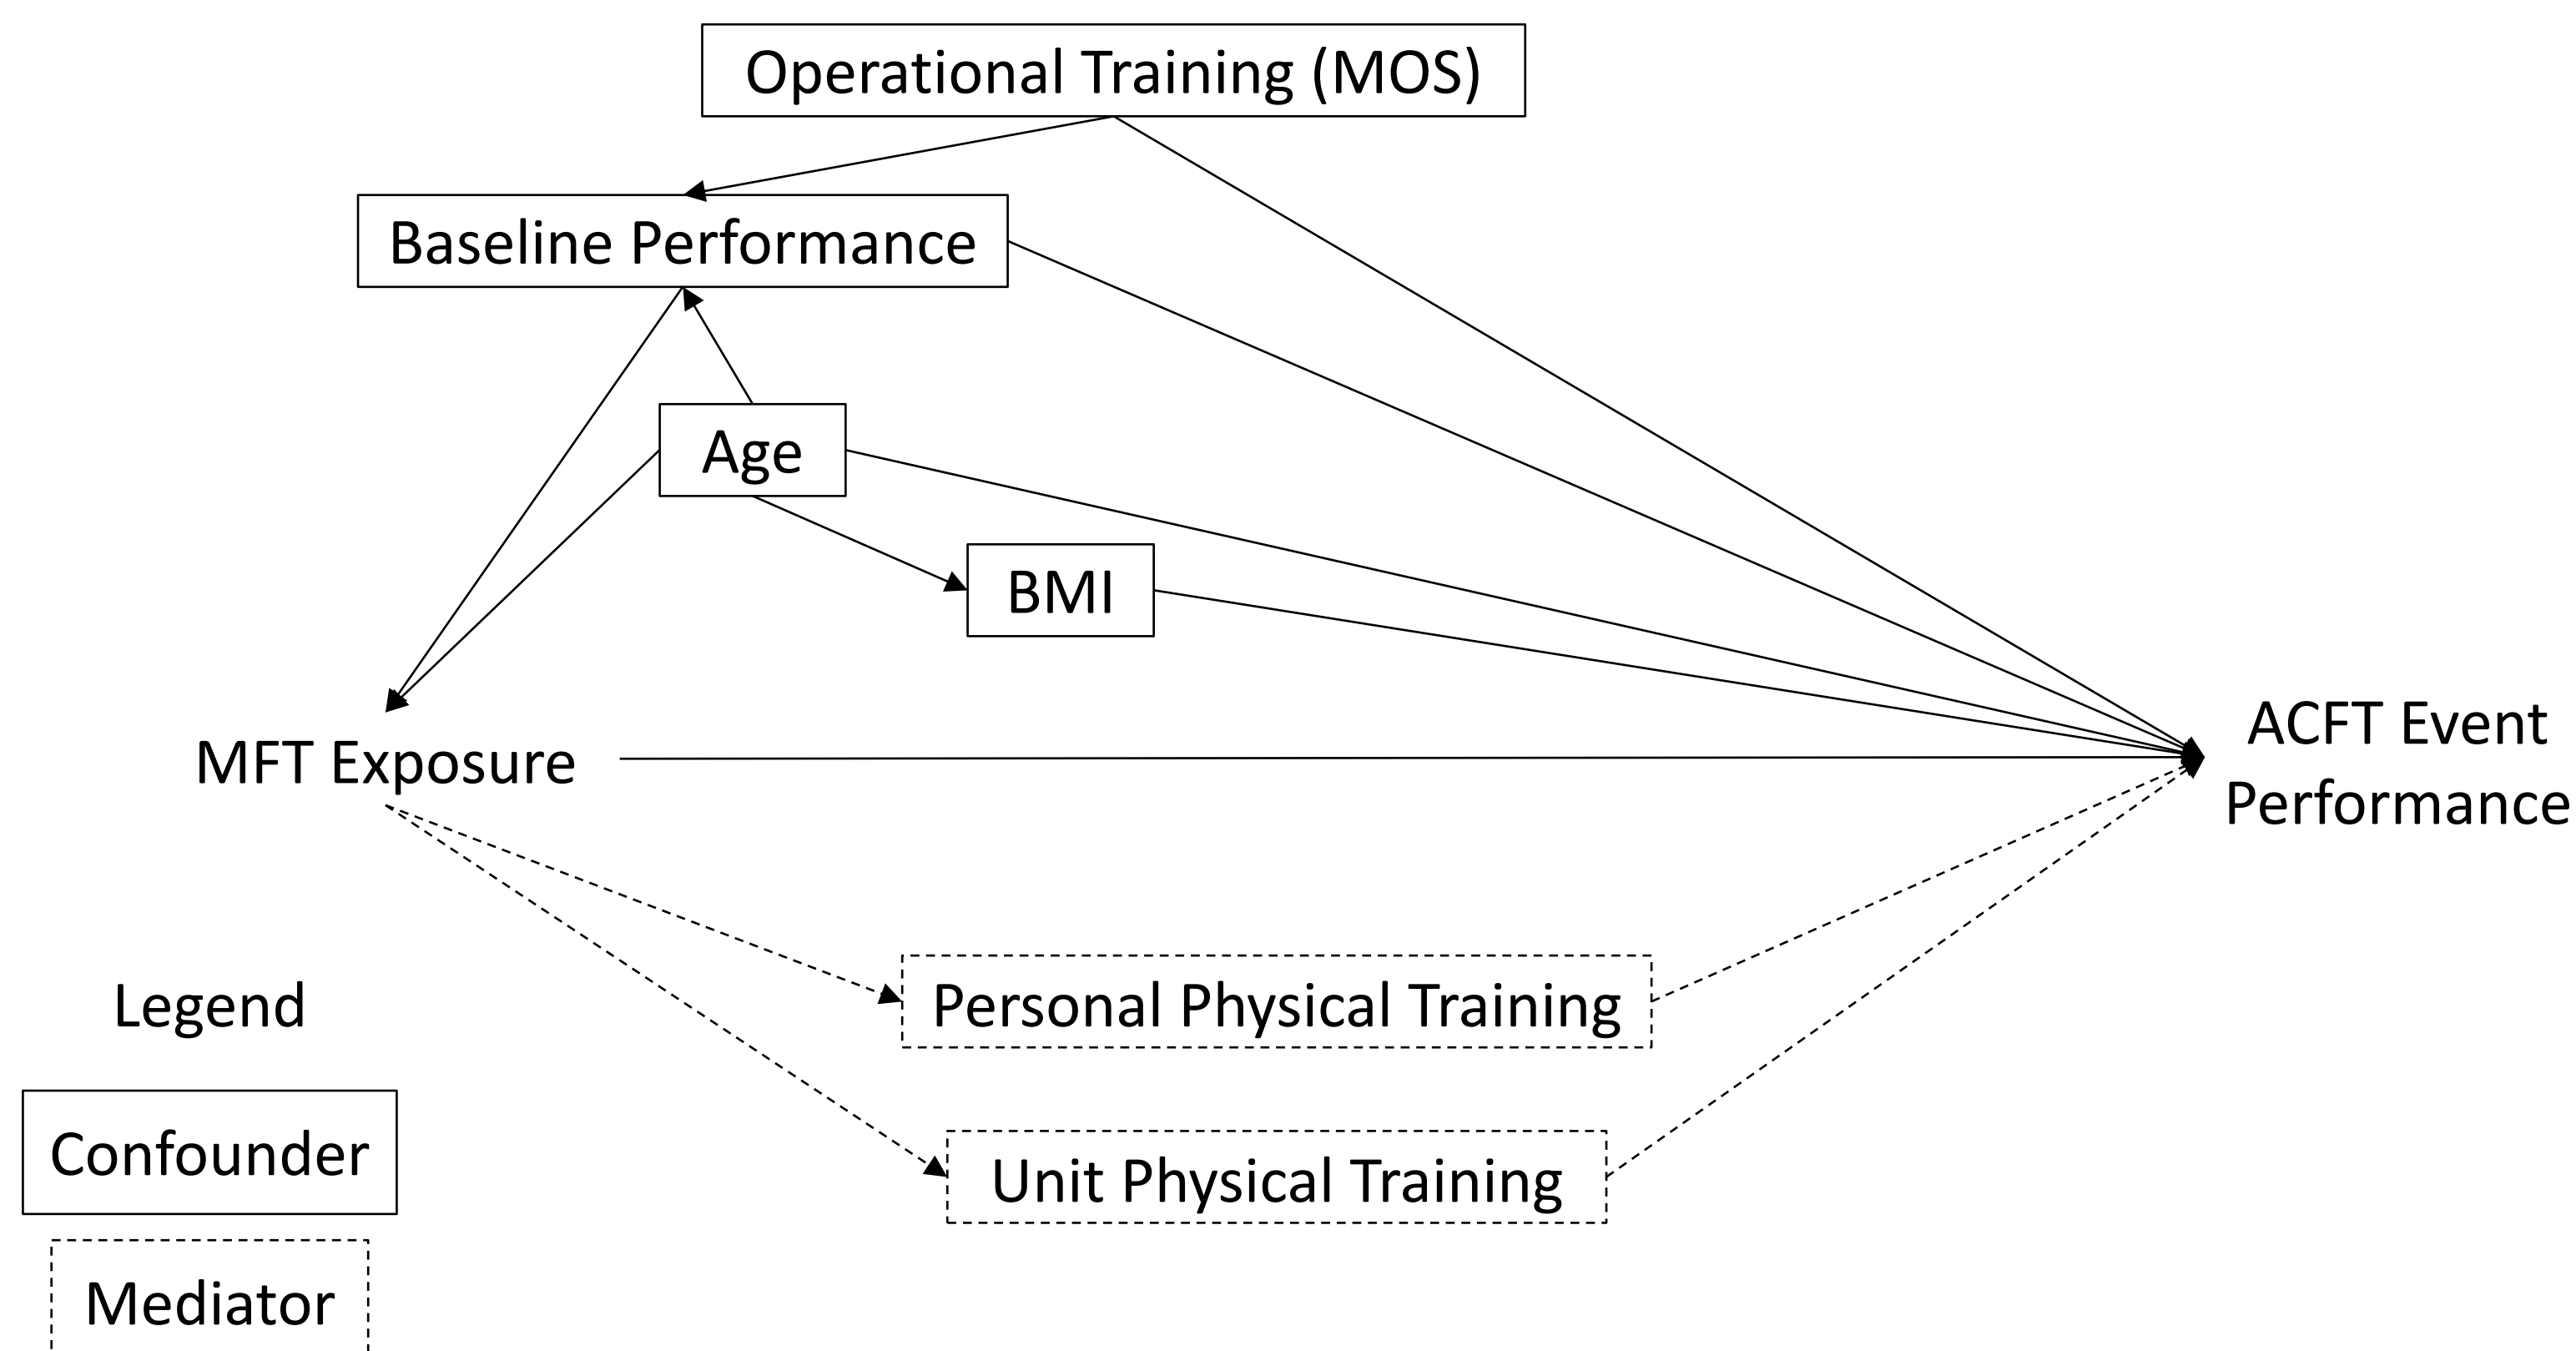 Operational Training (MOS)
Baseline Performance
Age
BMI
MFT Exposure
ACFT Event
Performance
Personal Physical Training
Unit Physical Training
Legend
Confounder
Mediator